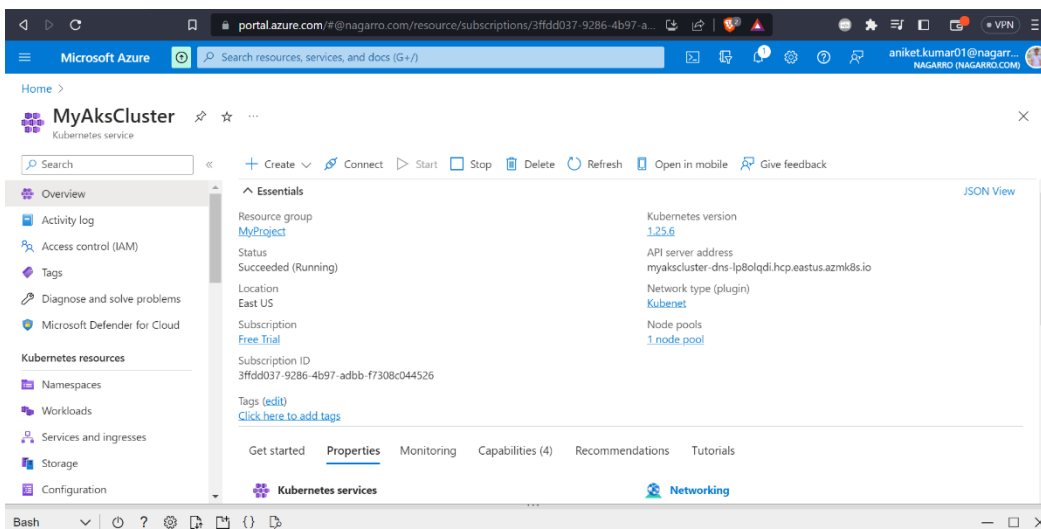 portal.azure.com/#@nagarro.com/resource/subscriptions/3ffdd037-9286-4b97-a...
VPN
Microsoft Azure
Search resources, services, and docs (G+/)
aniket.kumar01@nagarr...
NAGARRO (NAGARRO.COM)
Home >
MyAksCluster
Kubernetes service
Search
Create
Connect
Start
Stop
Delete
Refresh
Open in mobile
Give feedback
Overview
Activity log
Access control (IAM)
Tags
Diagnose and solve problems
Microsoft Defender for Cloud
Kubernetes resources
Namespaces
Workloads
Services and ingresses
Storage
Configuration
Essentials
JSON View
Resource group
MyProject
Status
Succeeded (Running)
Location
East US
Subscription
Free Trial
Subscription ID
3ffdd037-9286-4b97-adbb-f7308c044526
Tags (edit)
Click here to add tags
Kubernetes version
1.25.6
API server address
myakscluster-dns-lp8olqdi.hcp.eastus.azmk8s.io
Network type (plugin)
Kubenet
Node pools
1 node pool
Get started
Properties
Monitoring
Capabilities (4)
Recommendations
Tutorials
Kubernetes services
Networking
Bash